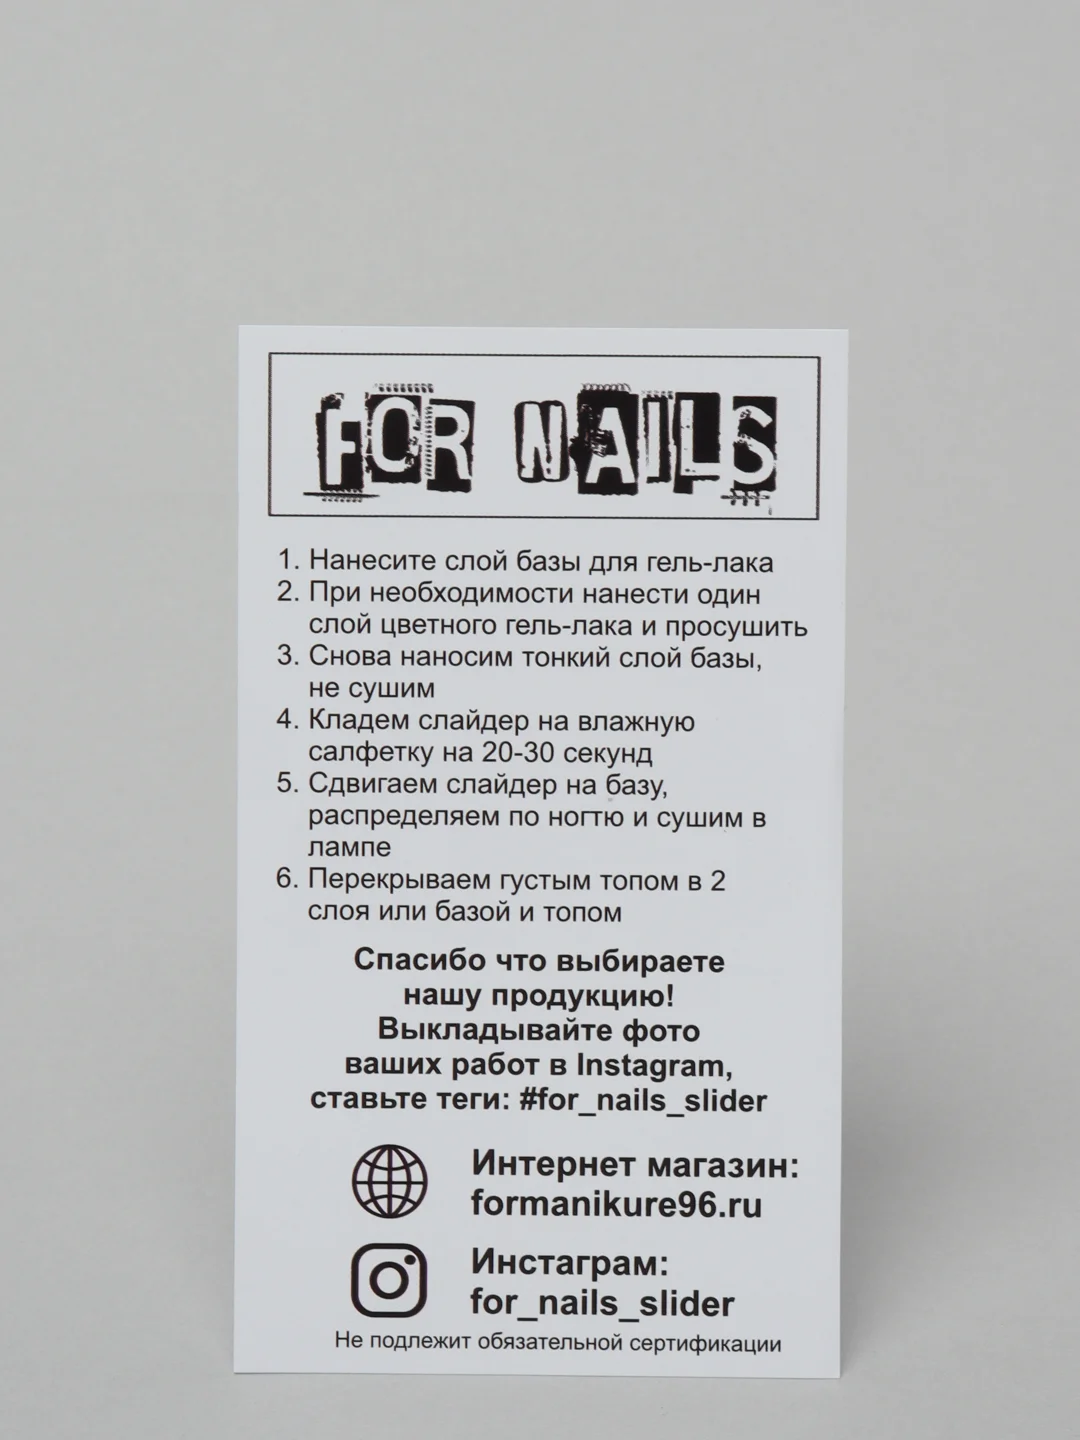 FOR NAILS
1. Нанесите слой базы для гель-лака
2. При необходимости нанести один
слой цветного гель-лака и просушить
3. Снова наносим тонкий слой базы,
не сушим
4. Кладем слайдер на влажную
салфетку на 20-30 секунд
5. Сдвигаем слайдер на базу,
распределяем по ногтю и сушим в
лампе
6. Перекрываем густым топом в 2
слоя или базой и топом
Спасибо что выбираете
нашу продукцию!
Выкладывайте фото
ваших работ в Instagram,
ставьте теги: #for_nails_slider
Интернет магазин:
formanikure96.ru
Инстаграм:
for_nails_slider
Не подлежит обязательной сертификации